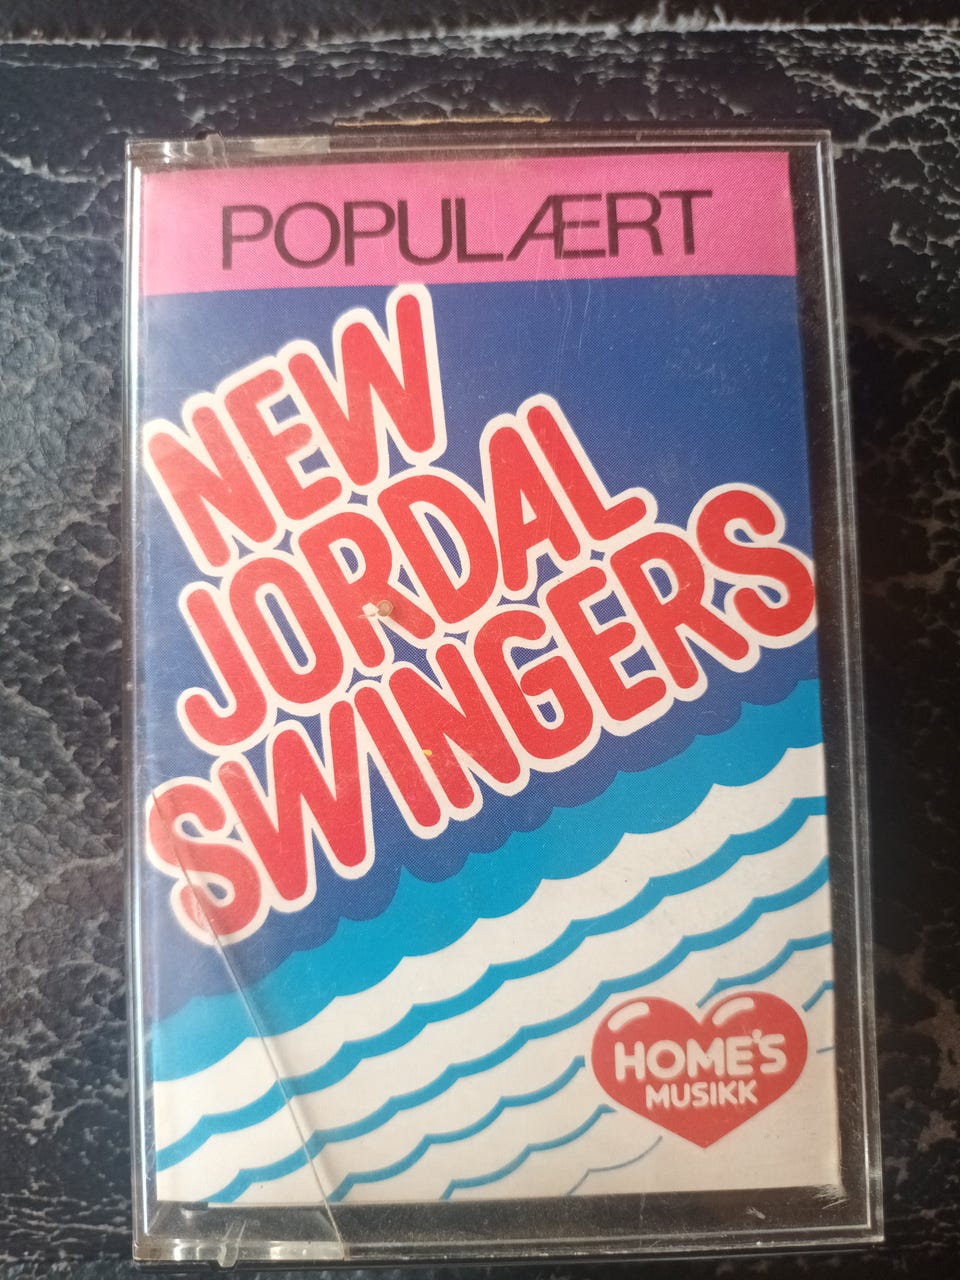 POPULÆRT
NEW
JORDAL
SWINGERS
HOME'S
MUSIKK